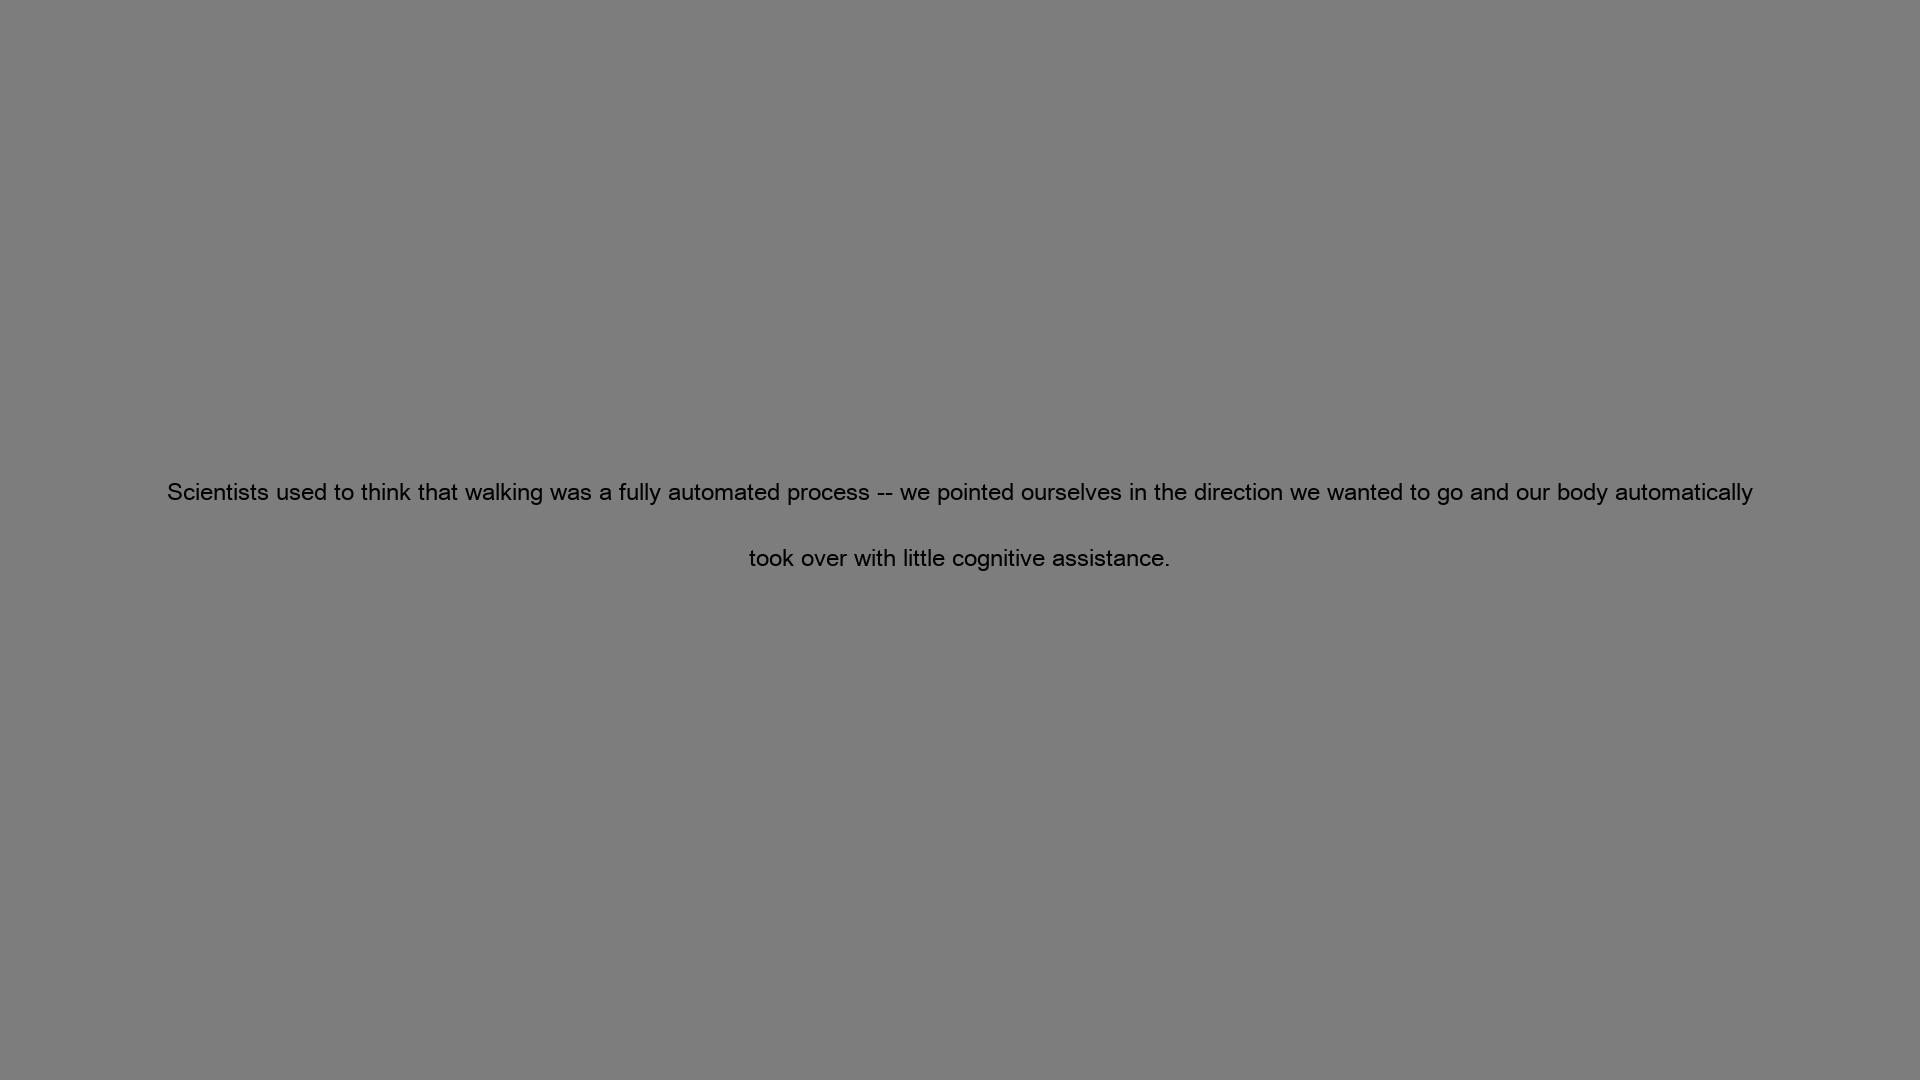 Scientists used to think that walking was a fully automated process -- we pointed ourselves in the direction we wanted to go and our body automatically
took over with little cognitive assistance.